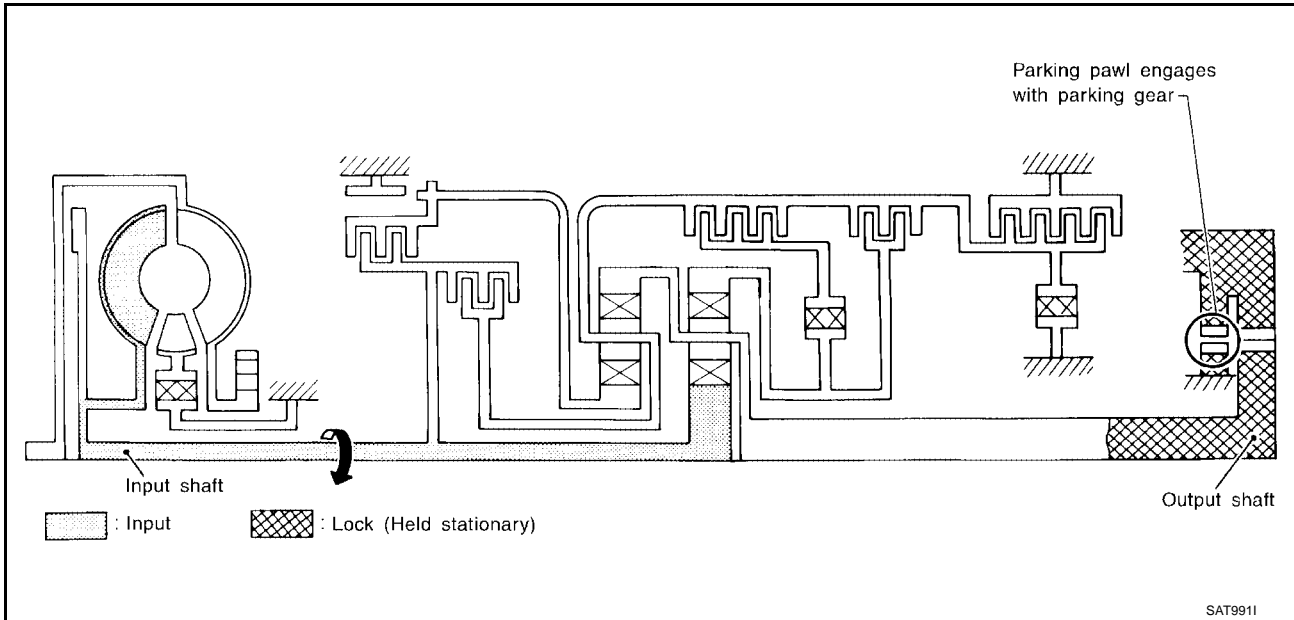 Parking pawl engages
with parking gear
Input shaft
Output shaft
: Input
: Lock (Held stationary)
SAT991I